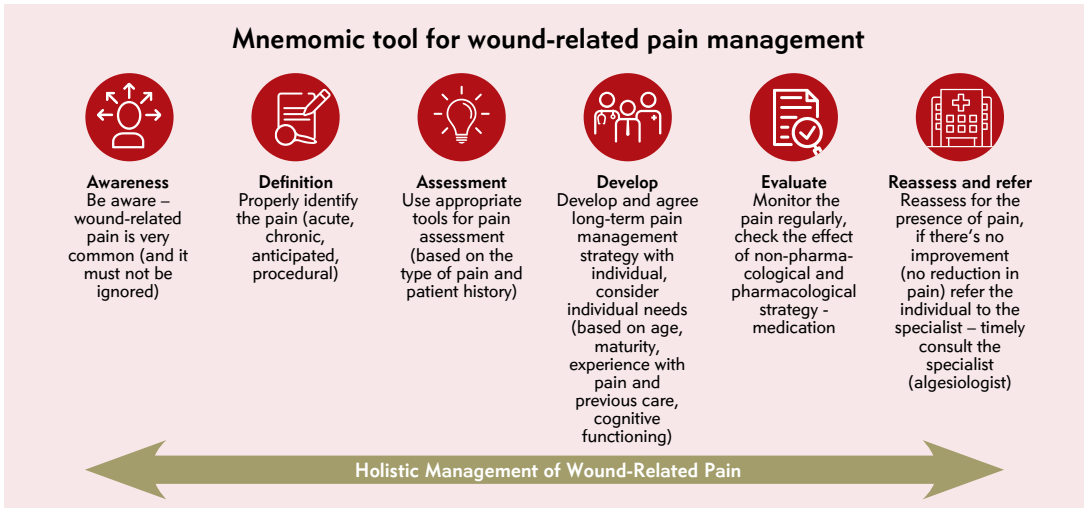 Mnemomic tool for wound-related pain management
Awareness
Be aware –
wound-related
pain is very
common (and it
must not be
ignored)
Definition
Properly identify
the pain (acute,
chronic,
anticipated,
procedural)
Assessment
Use appropriate
tools for pain
assessment
(based on the
type of pain and
patient history)
Develop
Develop and agree
long-term pain
management
strategy with
individual,
consider
individual needs
(based on age,
maturity,
experience with
pain and
previous care,
cognitive
functioning)
Evaluate
Monitor the
pain regularly,
check the effect
of non-pharma-
cological and
pharmacological
strategy -
medication
Reassess and refer
Reassess for the
presence of pain,
if there's no
improvement
(no reduction in
pain) refer the
individual to the
specialist – timely
consult the
specialist
(algesiologist)
Holistic Management of Wound-Related Pain